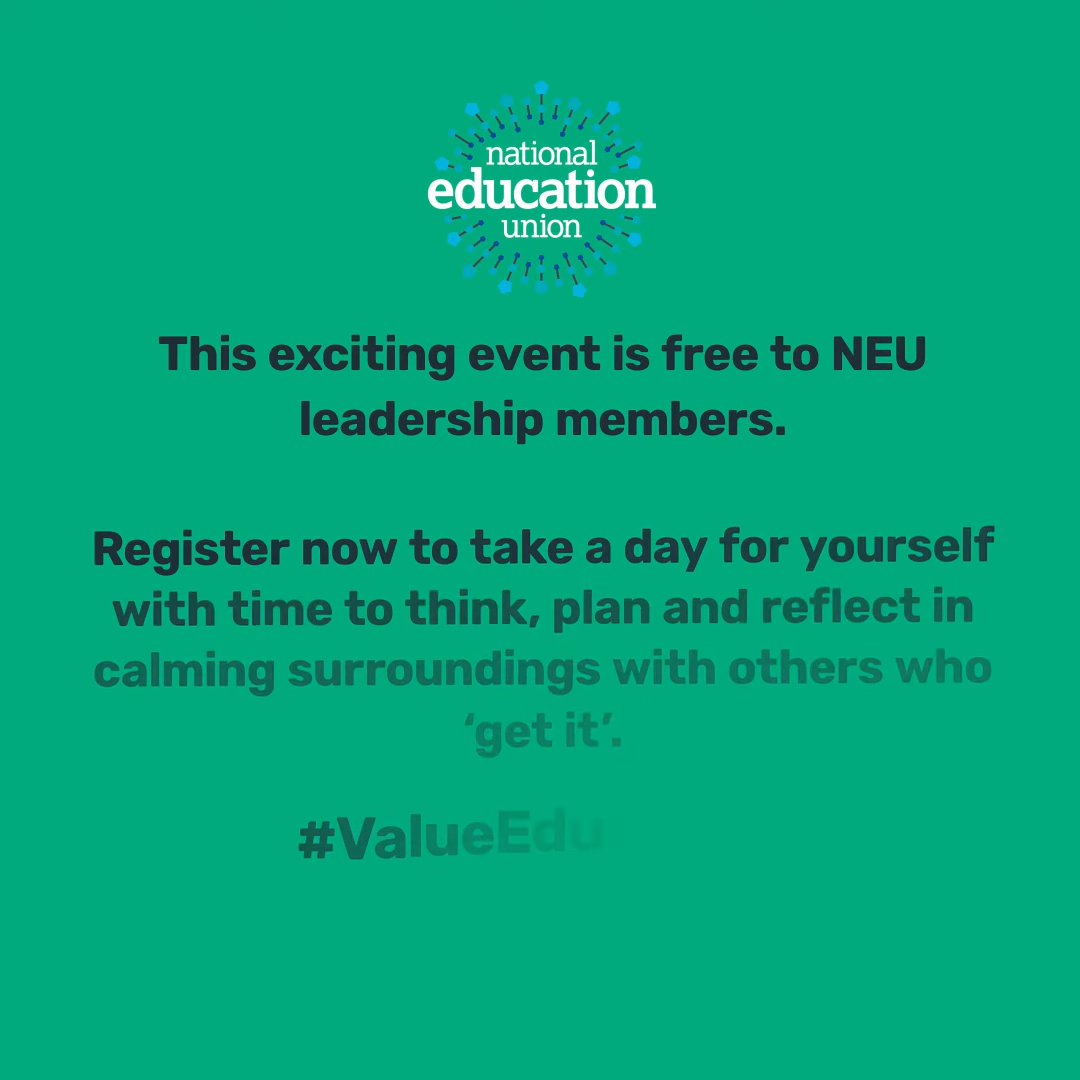 national
education
union
This exciting event is free to NEU
leadership members.
Register now to take a day for yourself
with time to think, plan and reflect in
calming surroundings with others who
‘get it’.
#ValueEdu